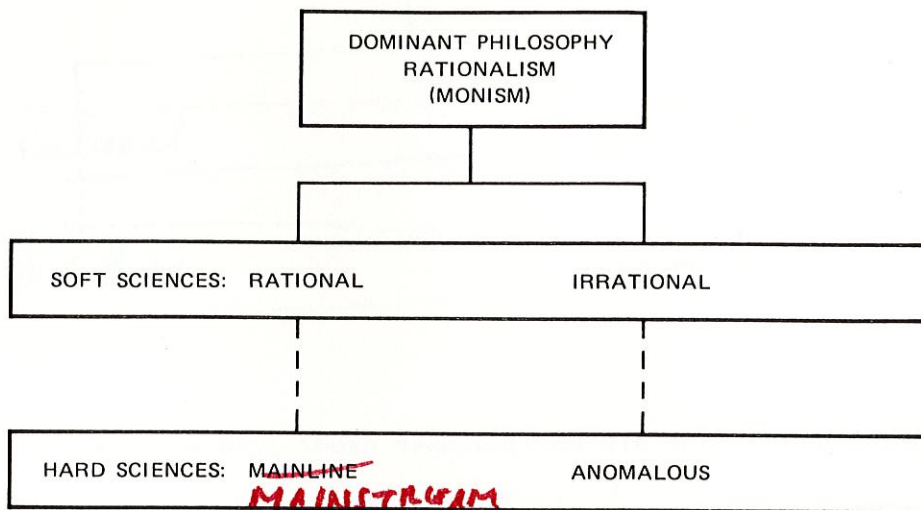 DOMINANT PHILOSOPHY
RATIONALISM
(MONISM)
SOFT SCIENCES: RATIONAL IRRATIONAL
HARD SCIENCES: MAINLINE ANOMALOUS
MAINSTREAM